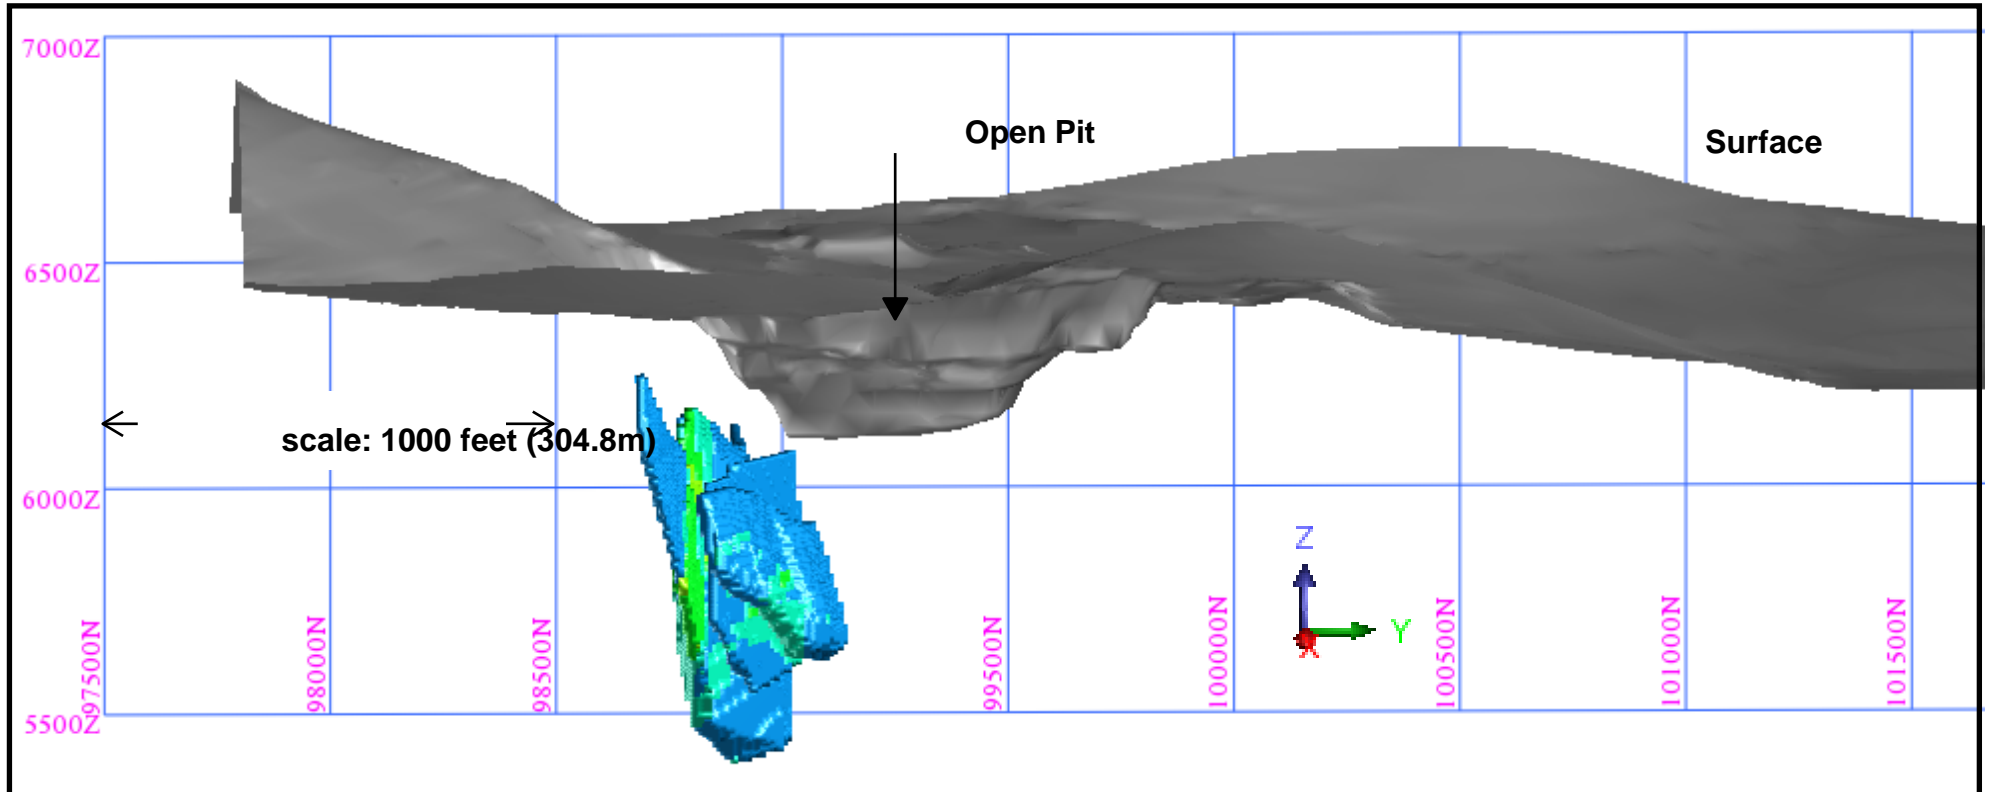 7000Z
Open Pit
Surface
6500Z
scale: 1000 feet (304.8m)
6000Z
Z
Y
X
5500Z
97500N
98000N
98500N
99500N
100000N
100500N
101000N
101500N